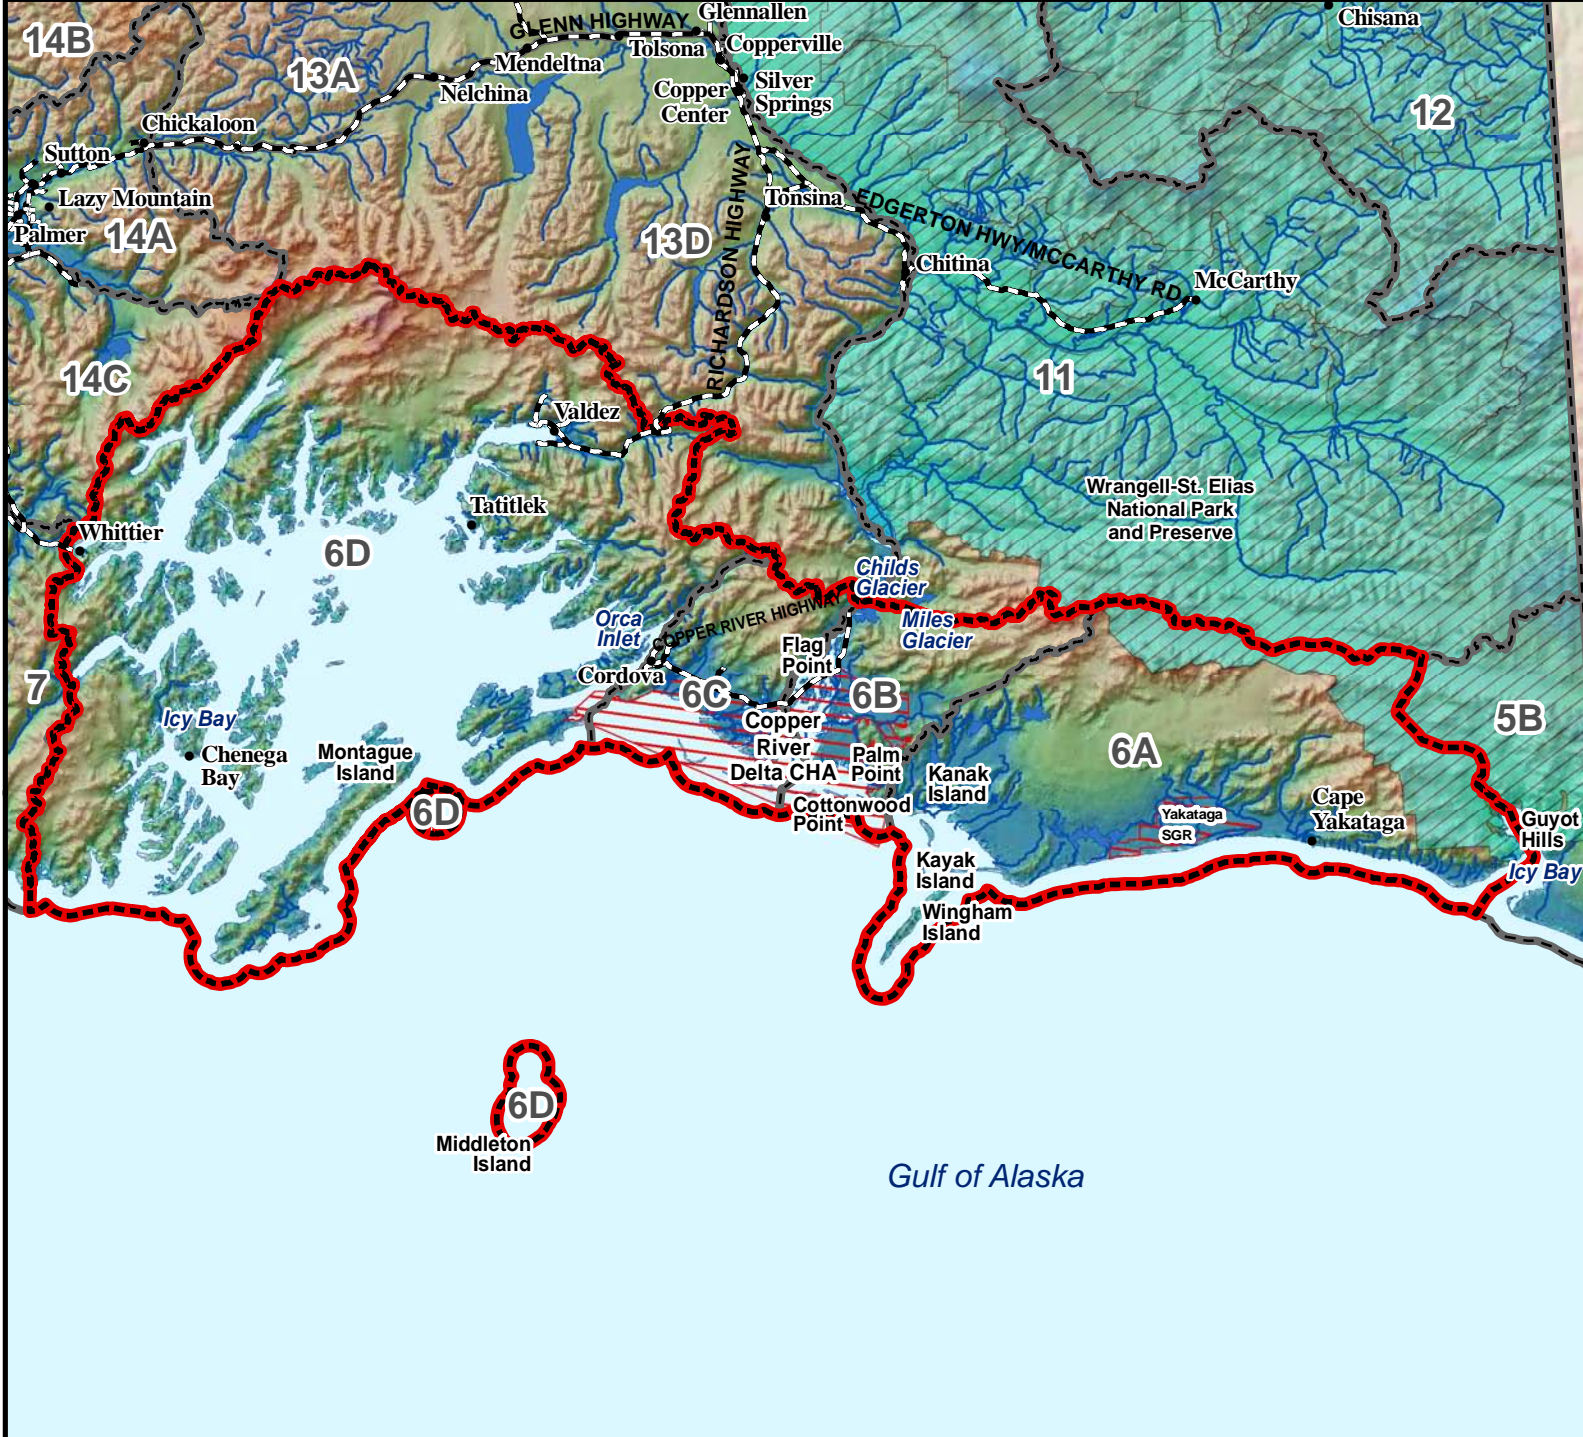 GLENN HIGHWAY
Glennallen
Chisana
14B
Tolsona
Copperville
13A
Mendeltna
Nelchina
Copper
Center
Silver
Springs
12
Chickaloon
Sutton
Lazy Mountain
Palmer
14A
Tonsina
13D
RICHARDSON HIGHWAY
EDGERTON HWY/MCCARTHY RD
Chitina
McCarthy
14C
11
Valdez
Wrangell-St. Elias
National Park
and Preserve
Tatitlek
Whittier
6D
Childs
Glacier
Orca
Inlet
COPPER RIVER HIGHWAY
Miles
Glacier
Flag
Point
Cordova
7
6C
6B
Icy Bay
Chenega
Bay
Montague
Island
Copper
River
Delta CHA
Palm
Point
Kanak
Island
6A
5B
6D
Cottonwood
Point
Yakataga
SGR
Cape
Yakataga
Guyot
Hills
Icy Bay
Kayak
Island
Wingham
Island
6D
Middleton
Island
Gulf of Alaska